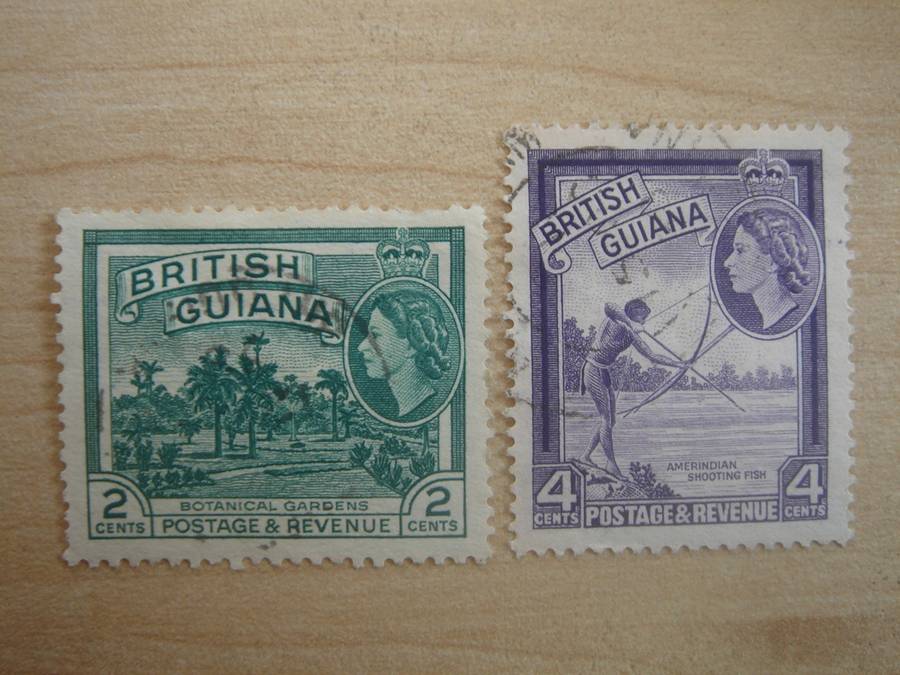 BRITISH
GUIANA
2
CENTS
BOTANICAL GARDENS
POSTAGE & REVENUE
2
CENTS
BRITISH
GUIANA
AMERINDIAN
SHOOTING FISH
4
CENTS
POSTAGE & REVENUE
4
CENTS